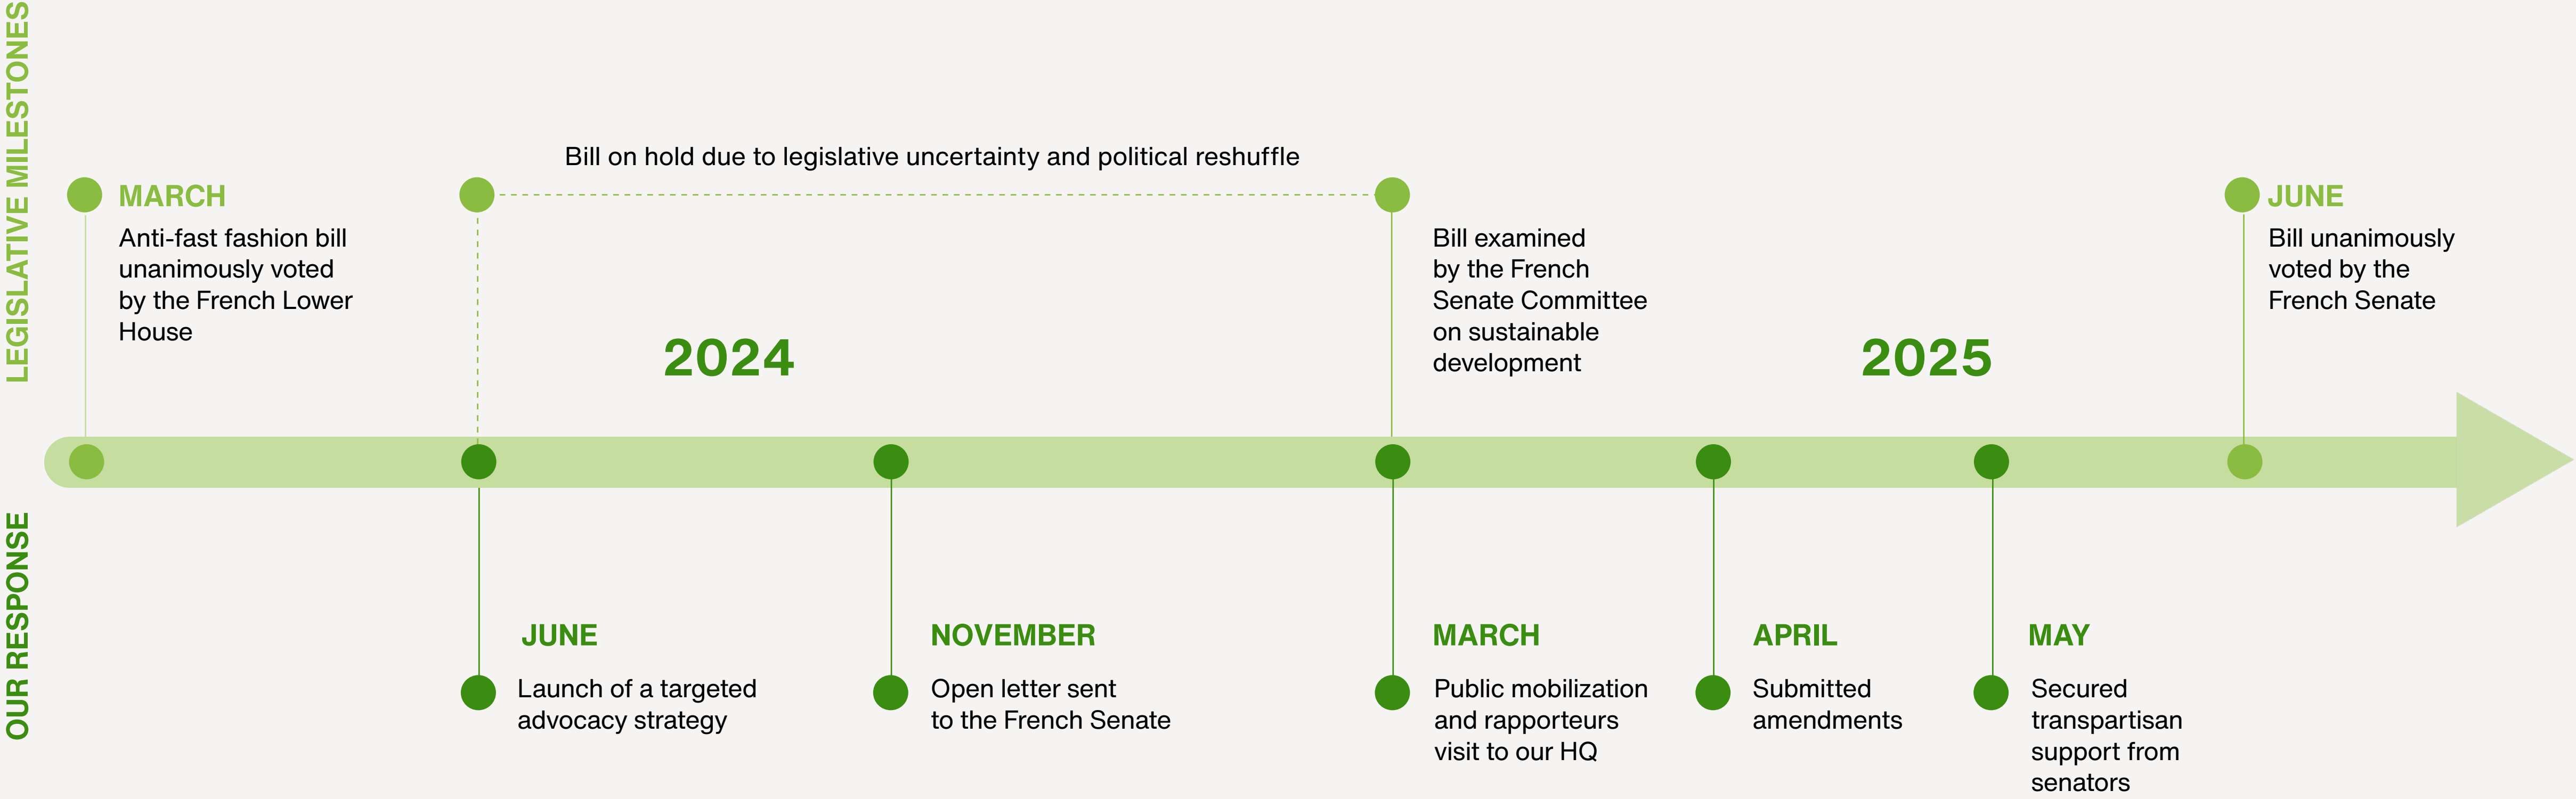 LEGISLATIVE MILESTONES
MARCH
Anti-fast fashion bill
unanimously voted
by the French Lower
House
Bill on hold due to legislative uncertainty and political reshuffle
2024
Bill examined
by the French
Senate Committee
on sustainable
development
2025
JUNE
Bill unanimously
voted by the
French Senate
OUR RESPONSE
JUNE
Launch of a targeted
advocacy strategy
NOVEMBER
Open letter sent
to the French Senate
MARCH
Public mobilization
and rapporteurs
visit to our HQ
APRIL
Submitted
amendments
MAY
Secured
transpartisan
support from
senators